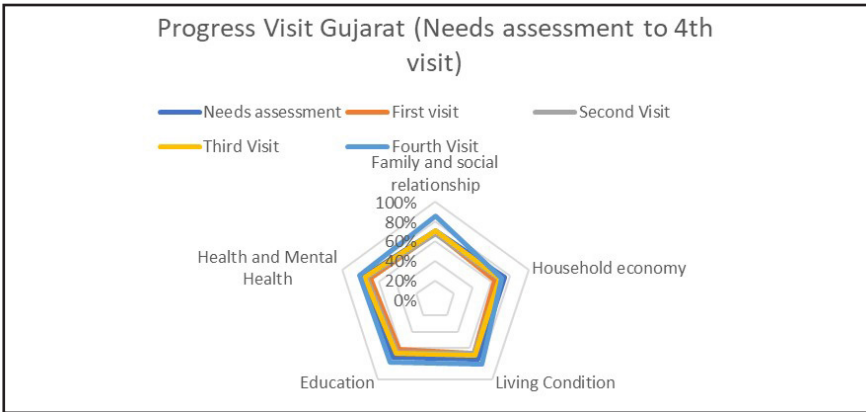 Progress Visit Gujarat (Needs assessment to 4th
visit)
Needs assessment
First visit
Second Visit
Third Visit
Fourth Visit
Family and social
relationship
100%
80%
60%
40%
20%
0%
Health and Mental
Health
Household economy
Education
Living Condition